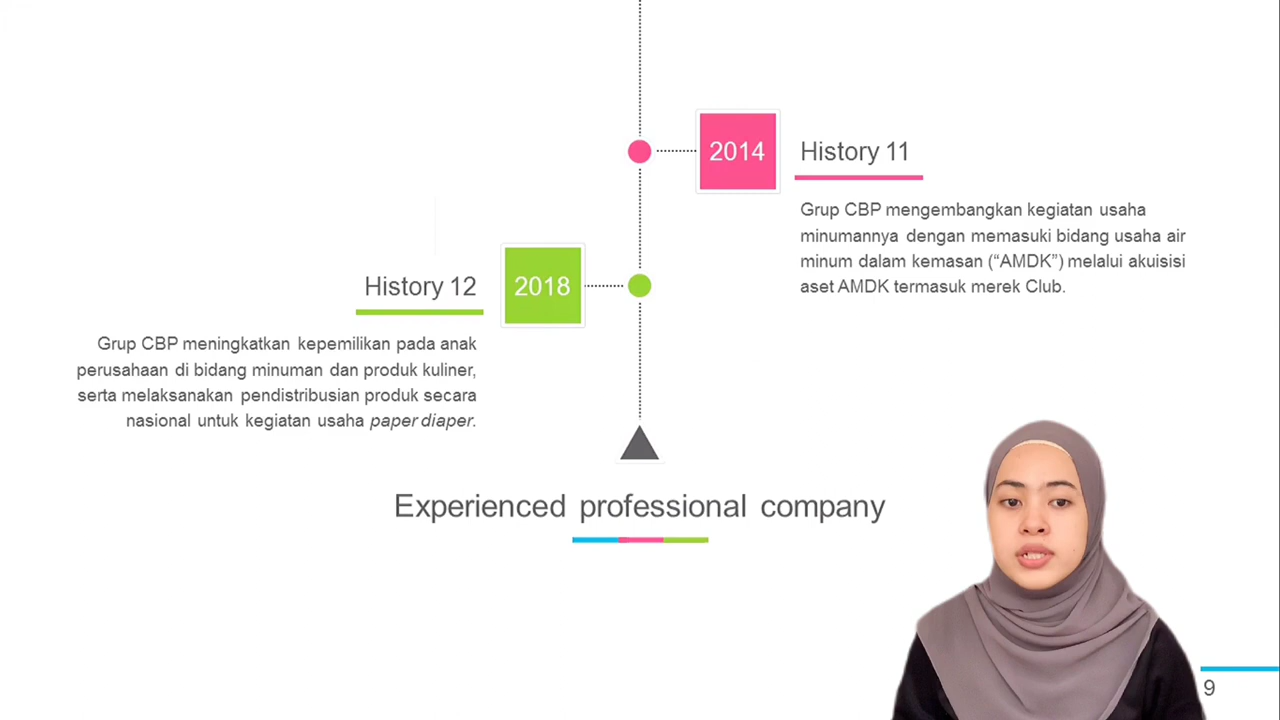 2014
History 11
Grup CBP mengembangkan kegiatan usaha
minumannya dengan memasuki bidang usaha air
minum dalam kemasan (“AMDK”) melalui akuisisi
aset AMDK termasuk merek Club.
History 12
2018
Grup CBP meningkatkan kepemilikan pada anak
perusahaan di bidang minuman dan produk kuliner,
serta melaksanakan pendistribusian produk secara
nasional untuk kegiatan usaha paper diaper.
Experienced professional company
9